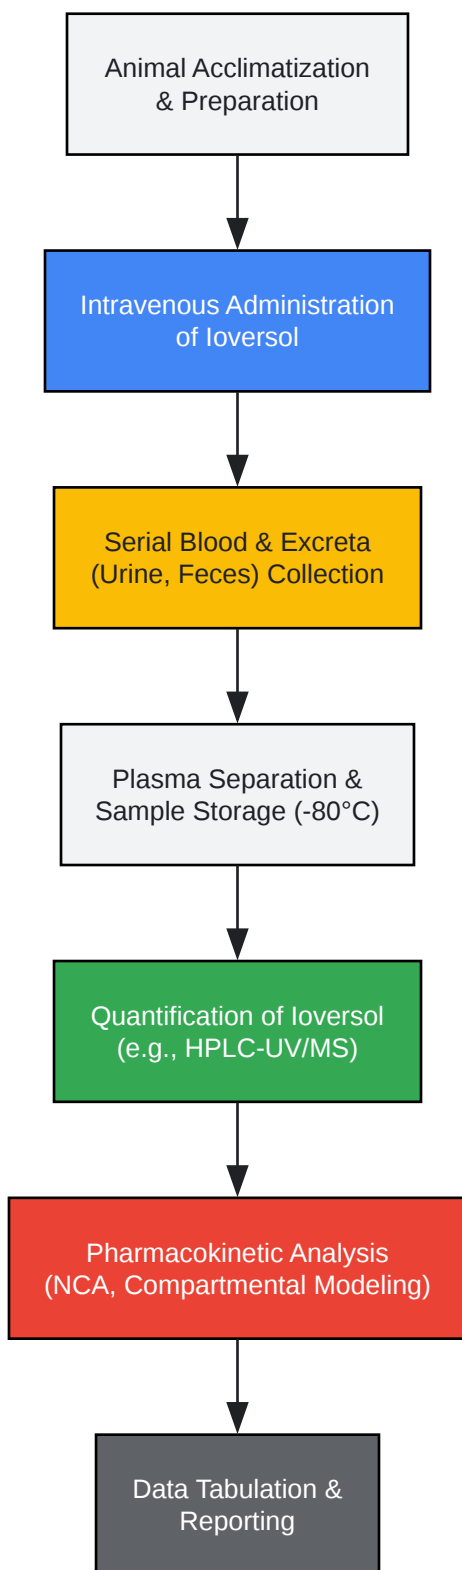 Animal Acclimatization
& Preparation
Intravenous Administration
of Ioversol
Serial Blood & Excreta
(Urine, Feces) Collection
Plasma Separation &
Sample Storage (-80°C)
Quantification of Ioversol
(e.g., HPLC-UV/MS)
Pharmacokinetic Analysis
(NCA, Compartmental Modeling)
Data Tabulation &
Reporting